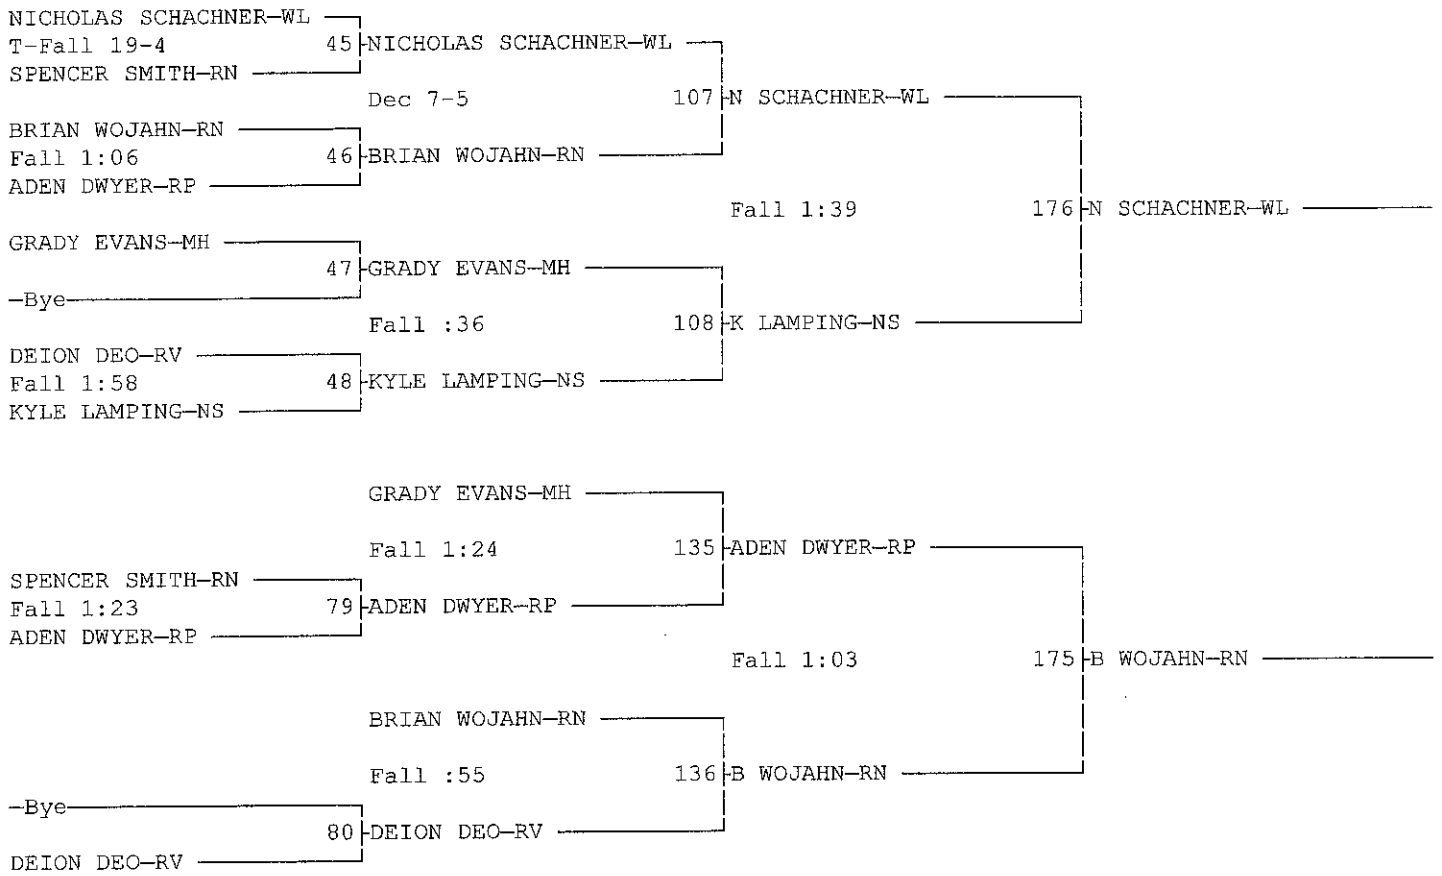 NICHOLAS SCHACHNER—WL
T-Fall 19-4 45 NICHOLAS SCHACHNER—WL
SPENCER SMITH—RN
Dec 7-5 107 N SCHACHNER—WL
BRIAN WOJAHN—RN
Fall 1:06 46 BRIAN WOJAHN—RN
ADEN DWYER—RP
Fall 1:39 176 N SCHACHNER—WL
GRADY EVANS—MH
47 GRADY EVANS—MH
—Bye
Fall :36 108 K LAMPING—NS
DEION DEO—RV
Fall 1:58 48 KYLE LAMPING—NS
KYLE LAMPING—NS
GRADY EVANS—MH
Fall 1:24 135 ADEN DWYER—RP
SPENCER SMITH—RN
Fall 1:23 79 ADEN DWYER—RP
ADEN DWYER—RP
Fall 1:03 175 B WOJAHN—RN
BRIAN WOJAHN—RN
Fall :55 136 B WOJAHN—RN
—Bye
80 DEION DEO—RV
DEION DEO—RV